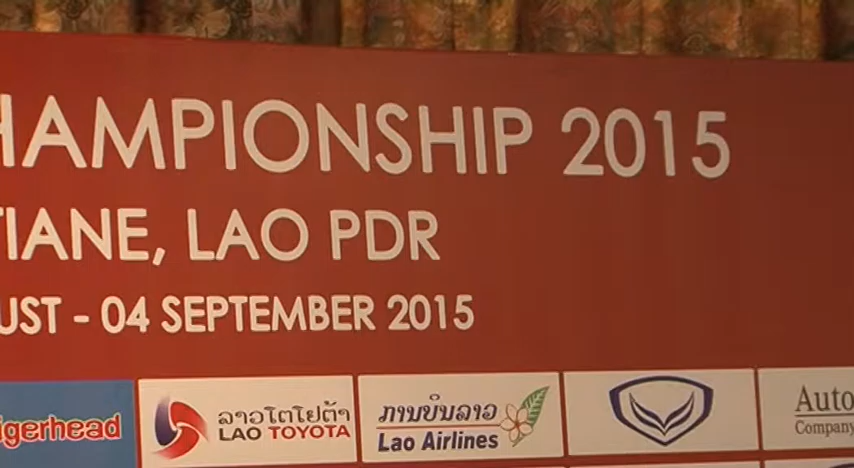 HAMPIONSHIP 2015
TIANE, LAO PDR
UST - 04 SEPTEMBER 2015
igerhead
ລາວໂຕໂຢຕ້າ
LAO TOYOTA
ການບິນລາວ
Lao Airlines
Auto
Company